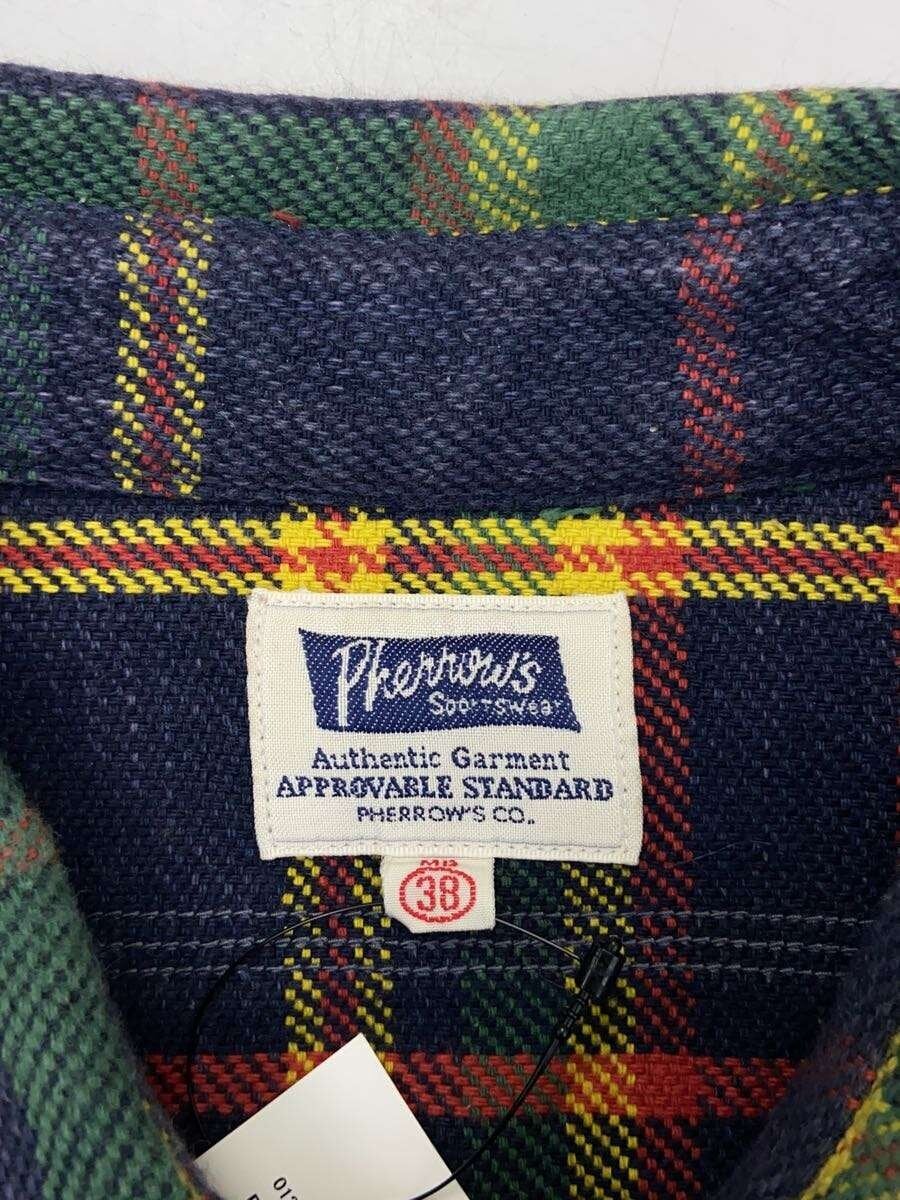 Pherrow's
Sportswear
Authentic Garment
APPROVABLE STANDARD
PHERROW'S CO.,
38